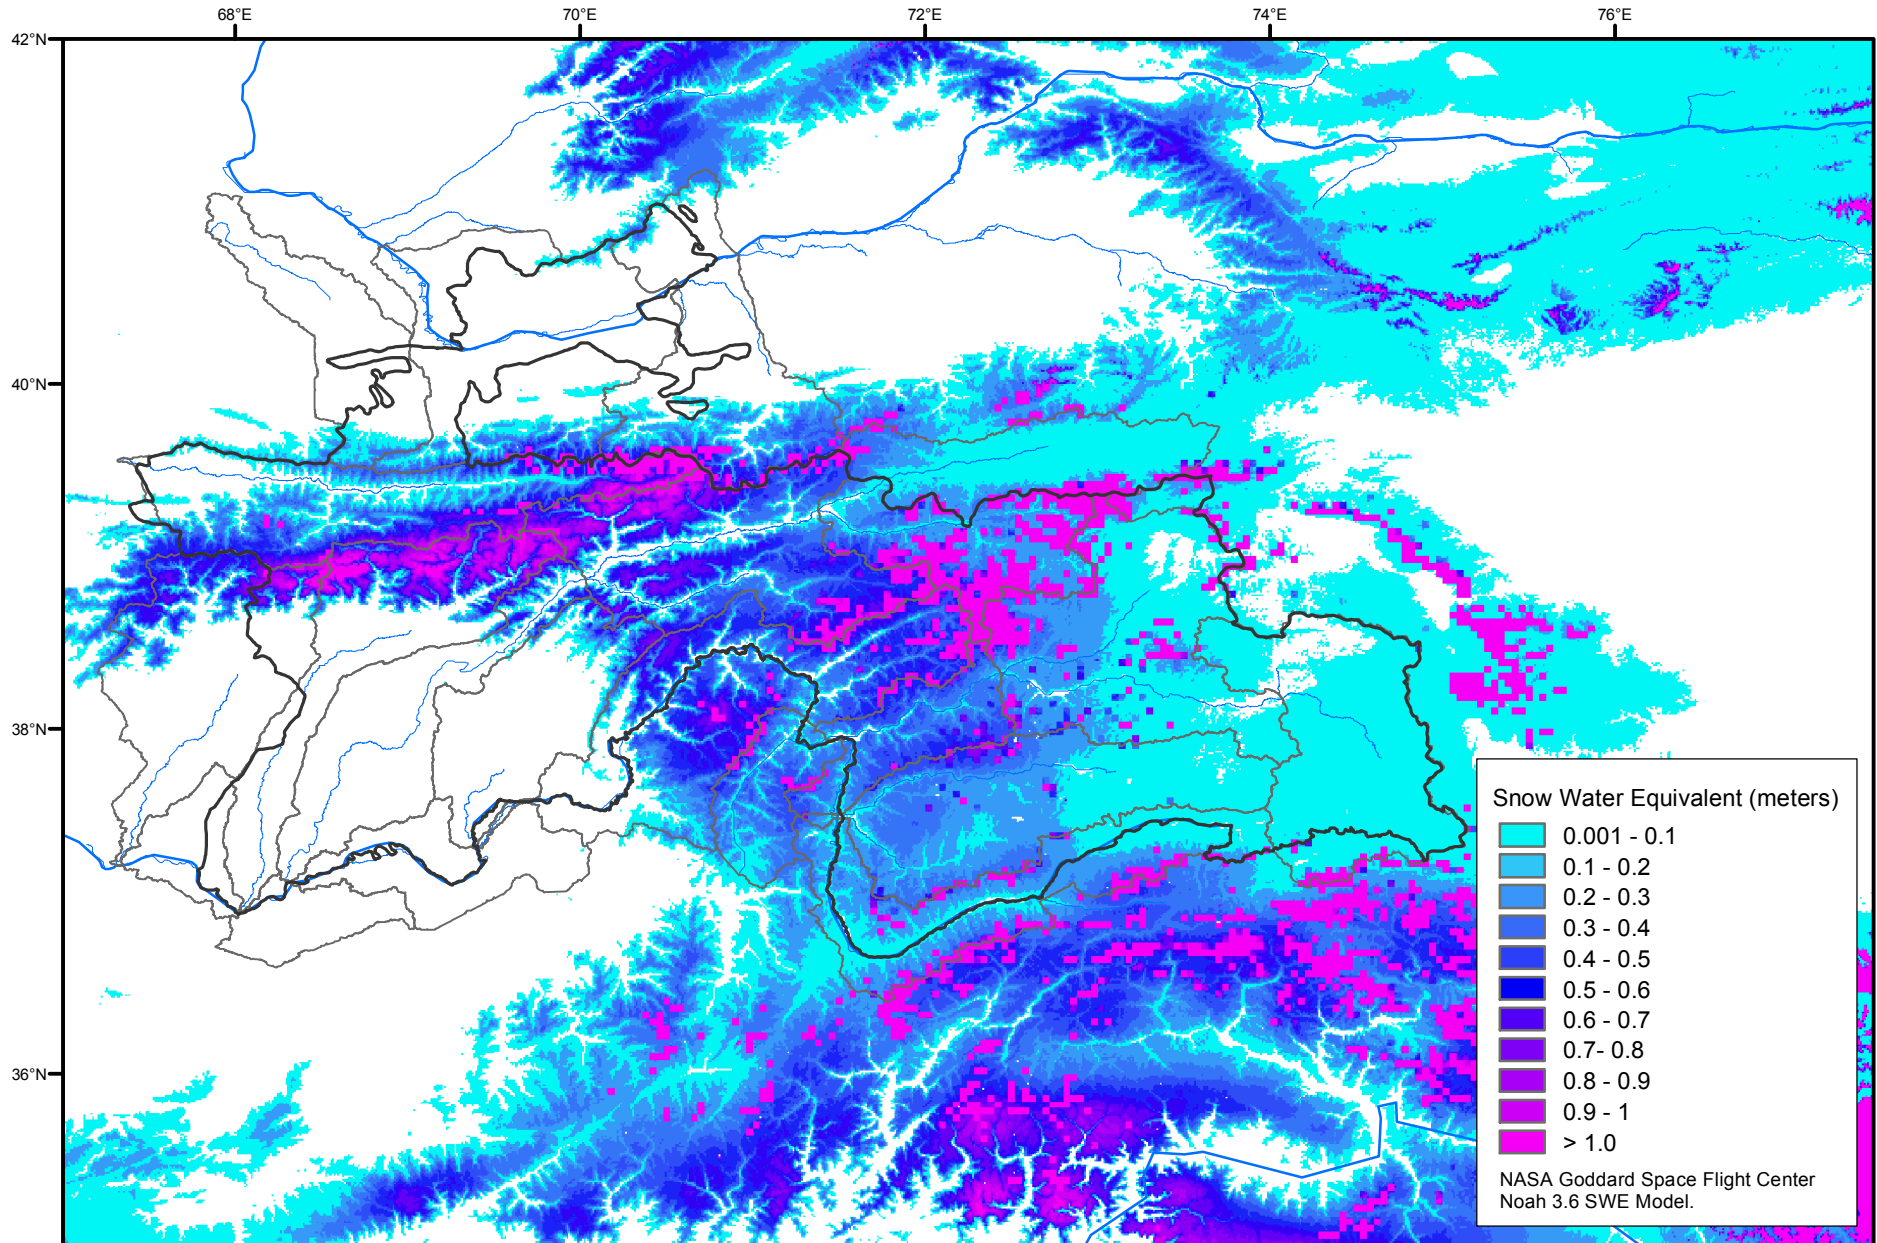 68°E
70°E
72°E
74°E
76°E
42°N
40°N
38°N
36°N
Snow Water Equivalent (meters)
0.001 - 0.1
0.1 - 0.2
0.2 - 0.3
0.3 - 0.4
0.4 - 0.5
0.5 - 0.6
0.6 - 0.7
0.7- 0.8
0.8 - 0.9
0.9 - 1
> 1.0
NASA Goddard Space Flight Center
Noah 3.6 SWE Model.